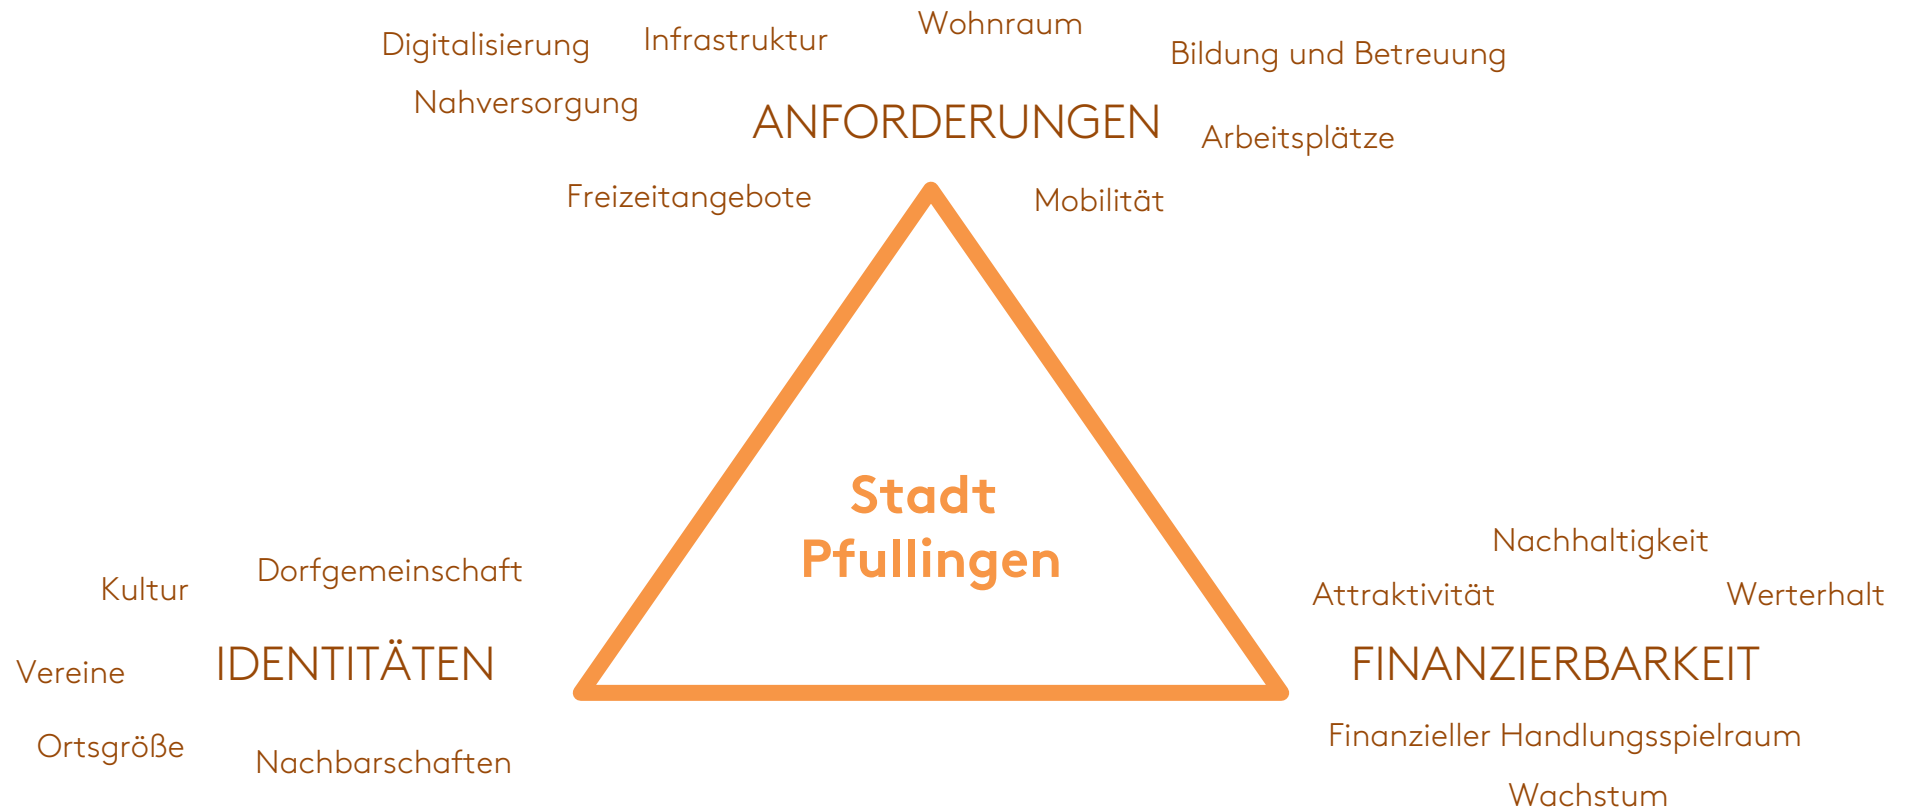 Wohnraum
Infrastruktur
Digitalisierung
Bildung und Betreuung
Nahversorgung
ANFORDERUNGEN
Arbeitsplätze
Freizeitangebote
Mobilität
Stadt
Pfullingen
Dorfgemeinschaft
Kultur
IDENTITÄTEN
Vereine
Ortsgröße
Nachbarschaften
Nachhaltigkeit
Attraktivität
Werterhalt
FINANZIERBARKEIT
Finanzieller Handlungsspielraum
Wachstum